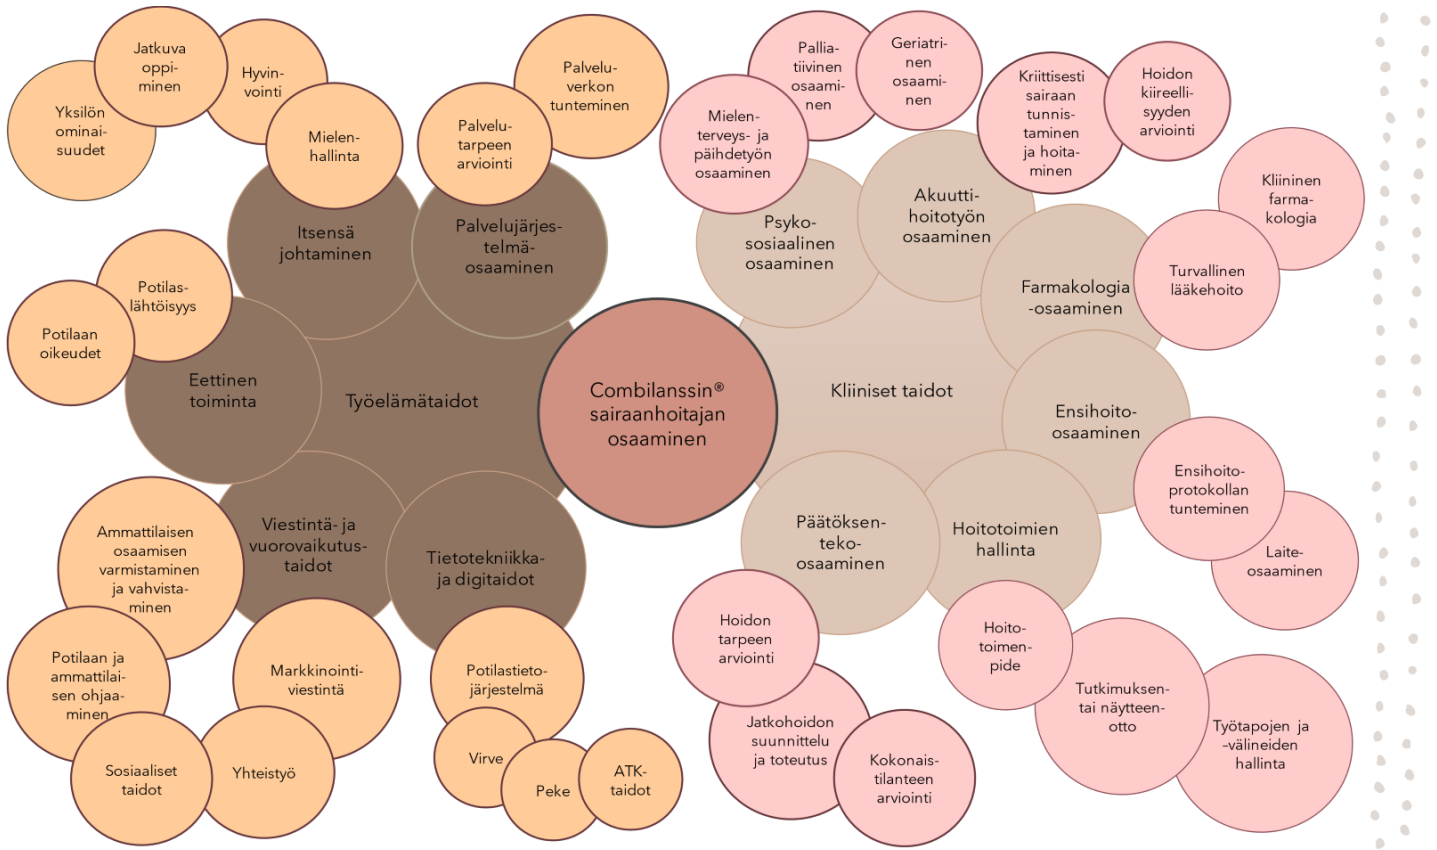 Yksilön
ominai-
suudet
Jatkuva
oppi-
minen
Hyvin-
vointi
Mielen-
hallinta
Itsensä
johtaminen
Palvelu-
verkon
tunteminen
Palvelu-
tarpeen
arviointi
Palvelujärjes-
telmä-
osaaminen
Potilas-
lähtöisyys
Potilaan
oikeudet
Eettinen
toiminta
Työelämätaidot
Ammattilaisen
osaamisen
varmistaminen
ja vahvista-
minen
Potilaan ja
ammattilai-
sen ohjaa-
minen
Sosiaaliset
taidot
Yhteistyö
Markkinointi-
viestintä
Viestintä- ja
vuorovaikutus-
taidot
Tietotekniikka-
ja digitaidot
Potilastieto-
järjestelmä
Virve
Peke
ATK-
taidot
Combilanssin®
sairaanhoitajan
osaaminen
Kliiniset taidot
Mielen-
terveys- ja
päihdetyön
osaaminen
Pallia-
tiivinen
osaami-
nen
Geriatri-
nen
osaami-
nen
Psyko-
sosiaalinen
osaaminen
Akuutti-
hoitotyön
osaaminen
Kriittisesti
sairaan
tunnis-
taminen
ja hoita-
minen
Hoidon
kiireelli-
syyden
arviointi
Kliininen
farma-
kologia
Turvallinen
lääkehoito
Farmakologia
-osaaminen
Ensihoito-
osaaminen
Ensihoito-
protokollan
tunteminen
Laite-
osaaminen
Hoitotoimien
hallinta
Hoito-
toimen-
pide
Tutkimuksen-
tai näytteen-
otto
Työtapojen ja
–välineiden
hallinta
Päätöksen-
teko-
osaaminen
Hoidon
tarpeen
arviointi
Jatkohoidon
suunnittelu
ja toteutus
Kokonais-
tilanteen
arviointi